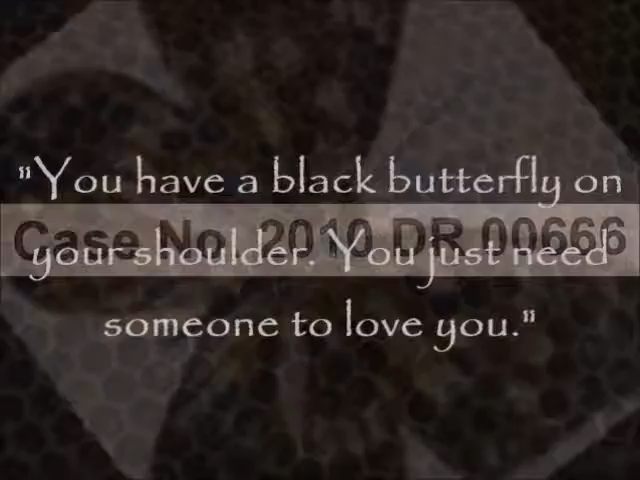 "You have a black butterfly on
Case No. 2010 DR 00666
your shoulder. You just need
someone to love you."